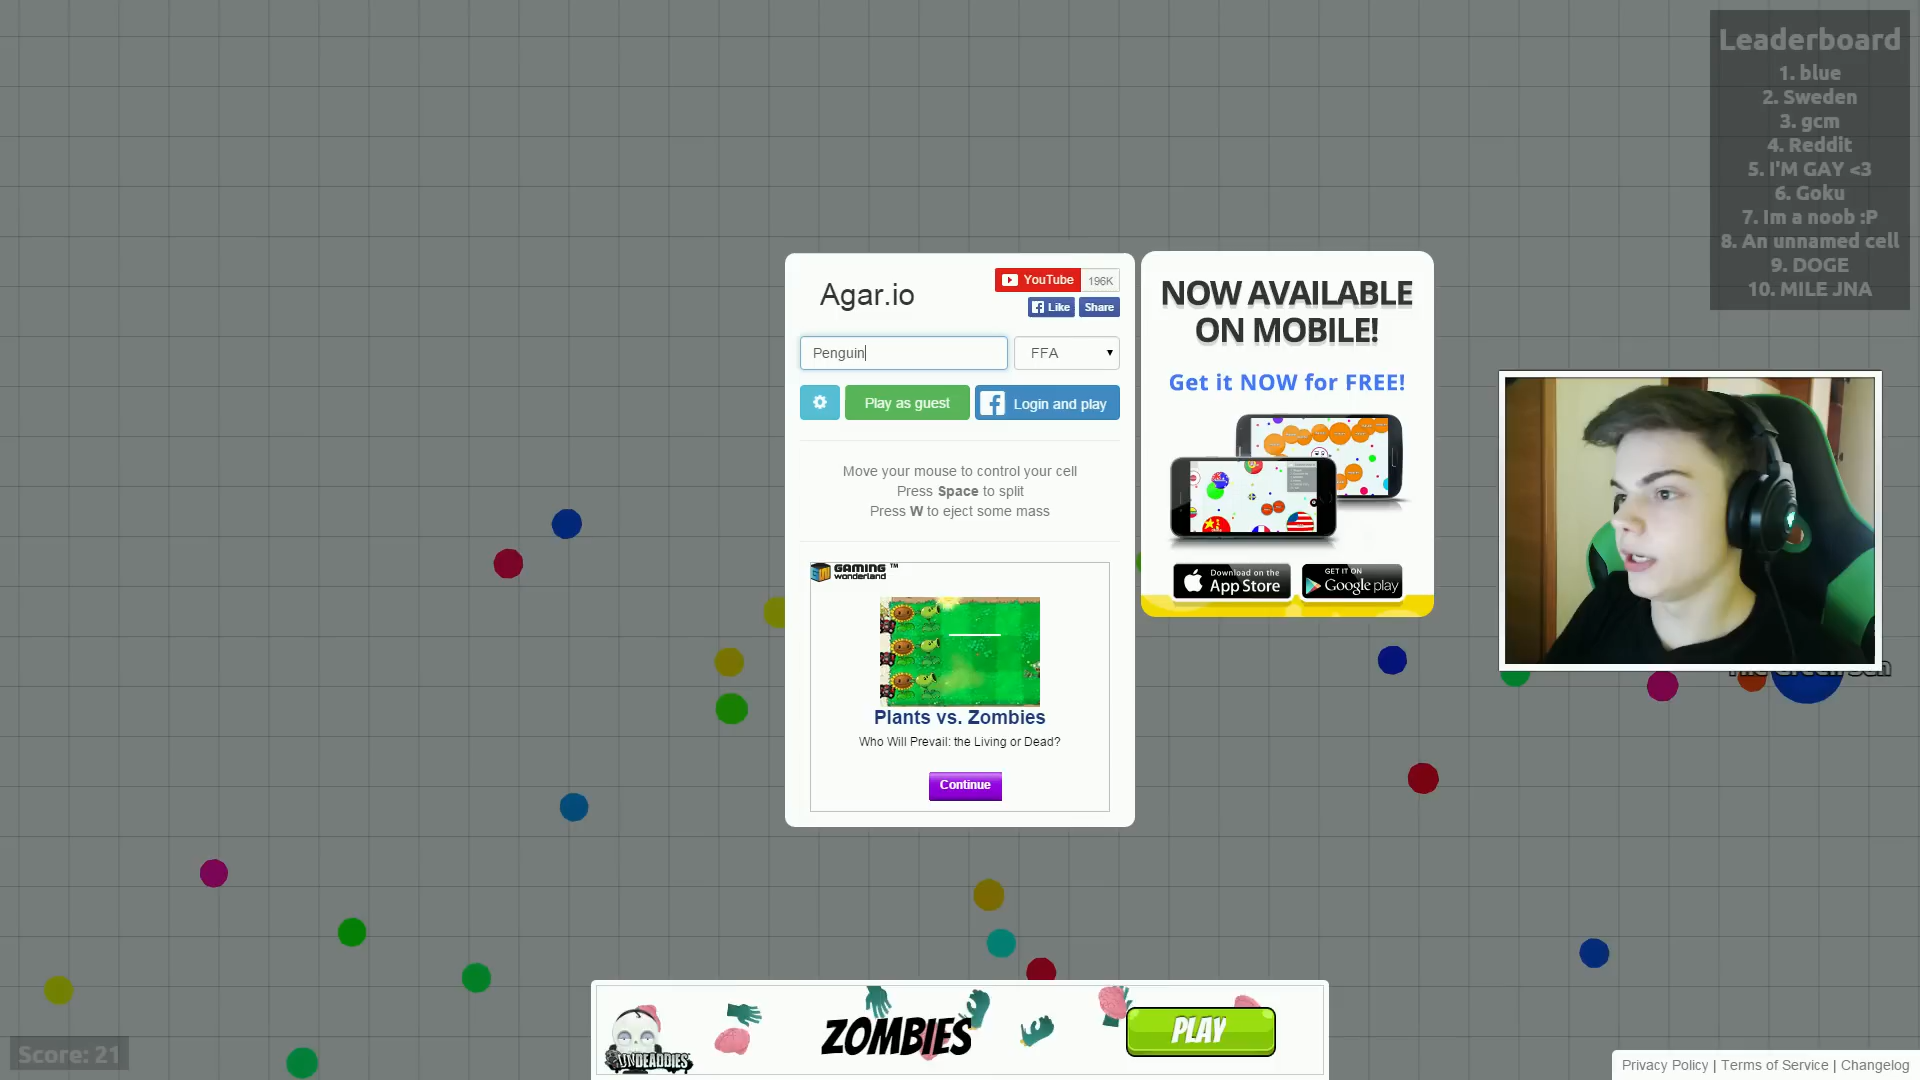 Leaderboard
1. blue
2. Sweden
3. gcm
4. Reddit
5. I'M GAY <3
6. Goku
7. Im a noob :P
8. An unnamed cell
9. DOGE
10. MILE JNA
Agar.io
YouTube 196K
Like Share
Penguin
FFA
Play as guest
Login and play
Move your mouse to control your cell
Press Space to split
Press W to eject some mass
GAMING wonderland ™
Plants vs. Zombies
Who Will Prevail: the Living or Dead?
Continue
NOW AVAILABLE
ON MOBILE!
Get it NOW for FREE!
Download on the
App Store
GET IT ON
Google play
UNDEADDIES
ZOMBIES
PLAY
Score: 21
Privacy Policy | Terms of Service | Changelog